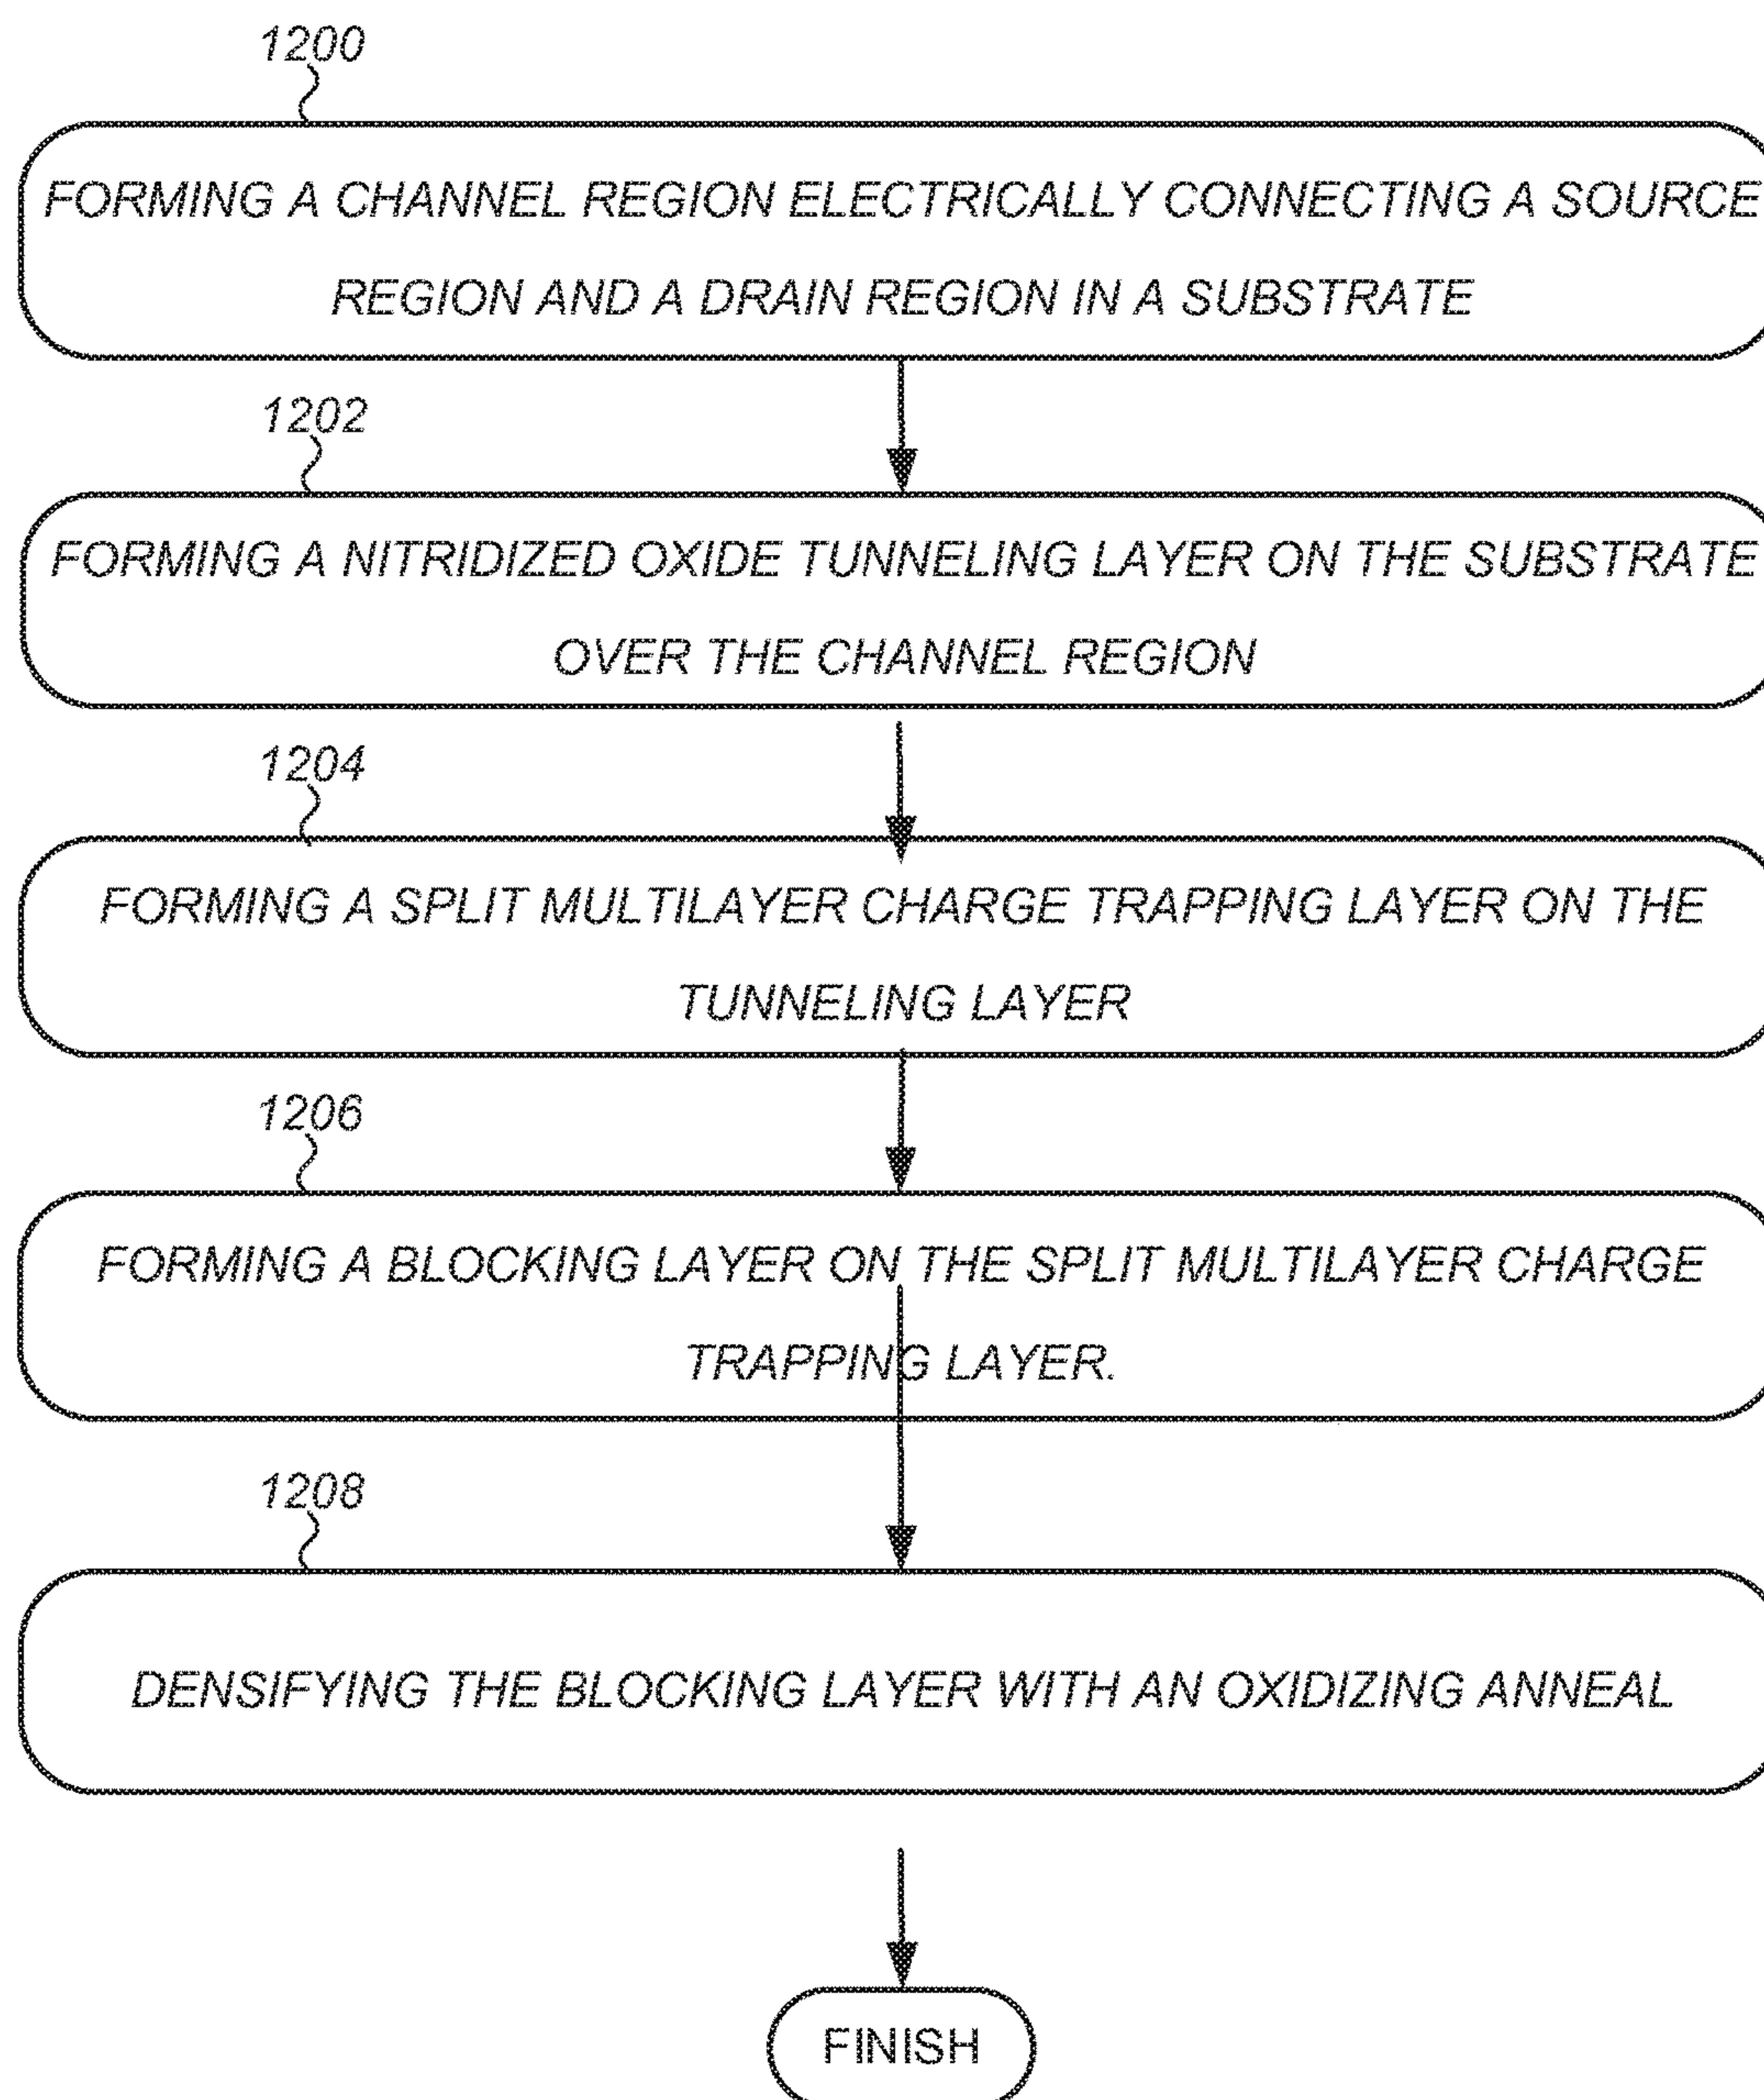 1200
FORMING A CHANNEL REGION ELECTRICALLY CONNECTING A SOURCE
REGION AND A DRAIN REGION IN A SUBSTRATE
1202
FORMING A NITRIDIZED OXIDE TUNNELING LAYER ON THE SUBSTRATE
OVER THE CHANNEL REGION
1204
FORMING A SPLIT MULTILAYER CHARGE TRAPPING LAYER ON THE
TUNNELING LAYER
1206
FORMING A BLOCKING LAYER ON THE SPLIT MULTILAYER CHARGE
TRAPPING LAYER.
1208
DENSIFYING THE BLOCKING LAYER WITH AN OXIDIZING ANNEAL
FINISH